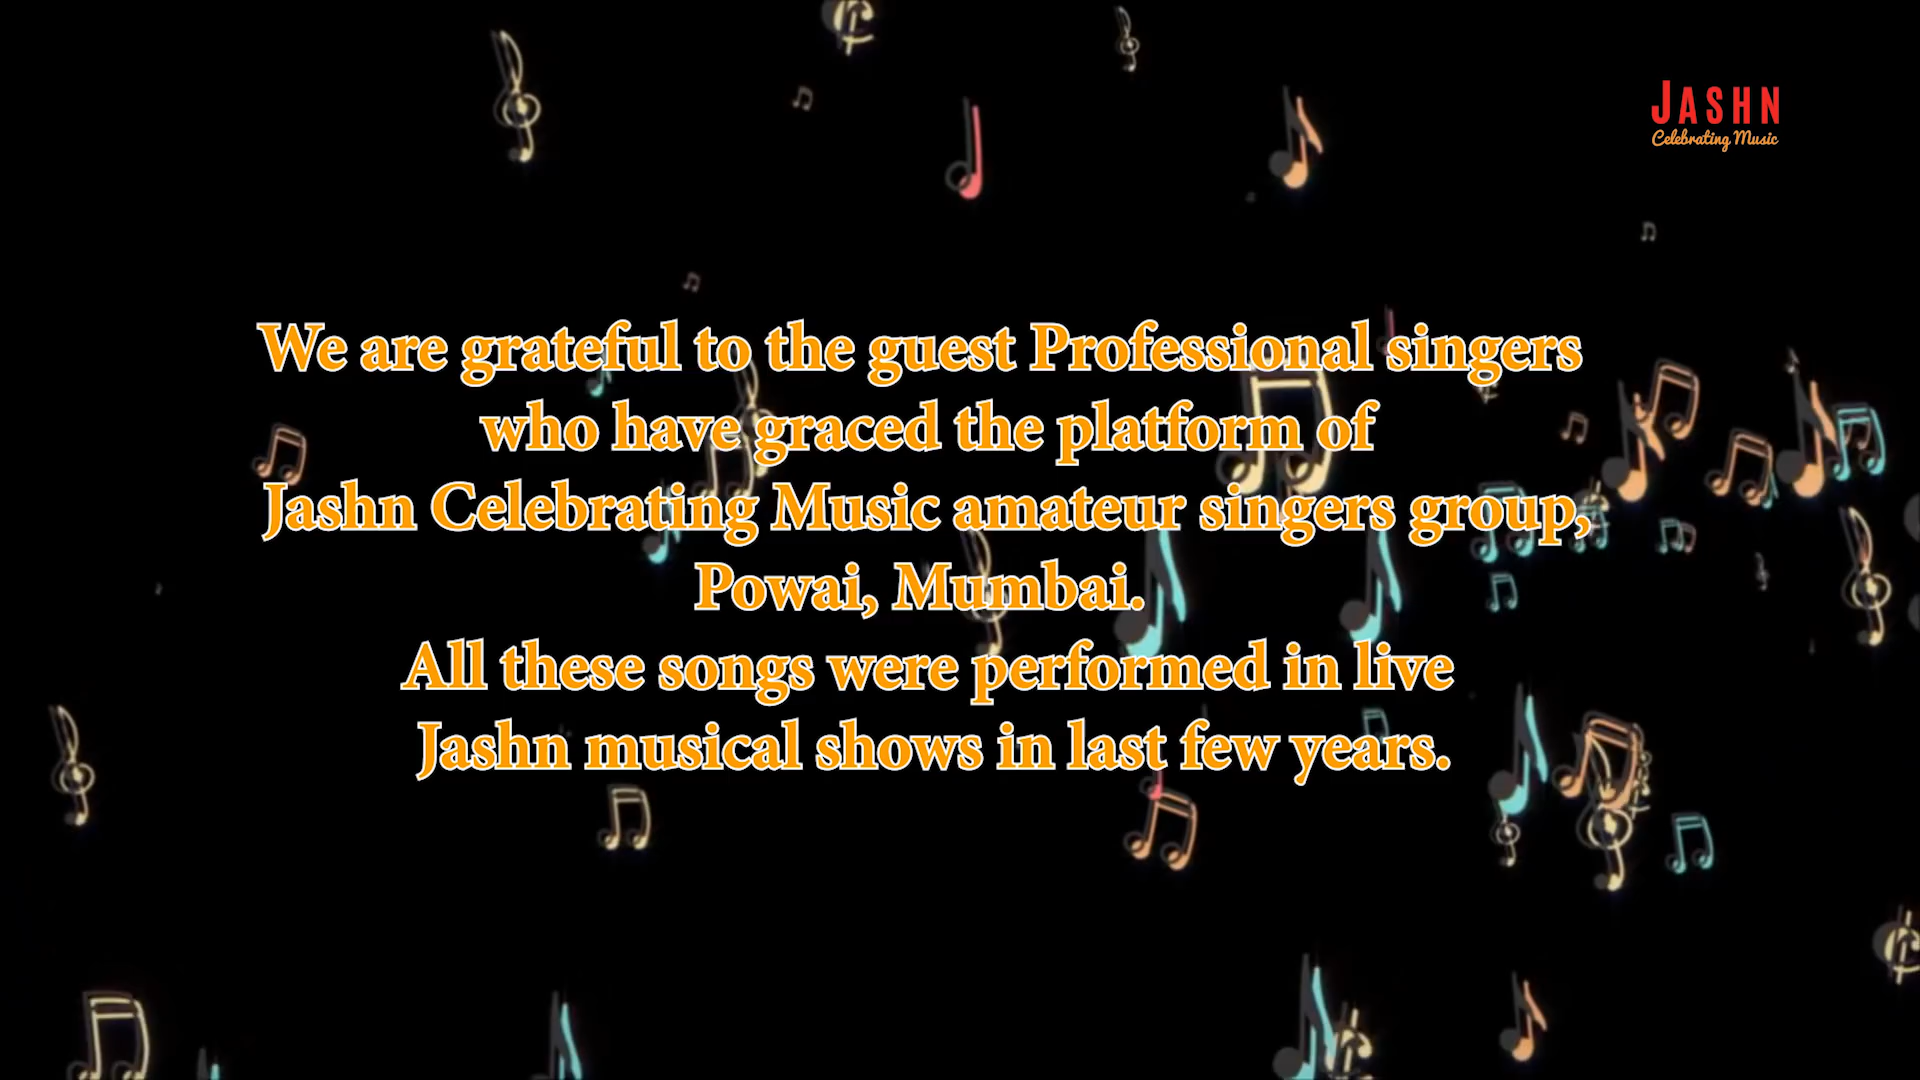 JASHN
Celebrating Music
We are grateful to the guest Professional singers
who have graced the platform of
Jashn Celebrating Music amateur singers group,
Powai, Mumbai.
All these songs were performed in live
Jashn musical shows in last few years.